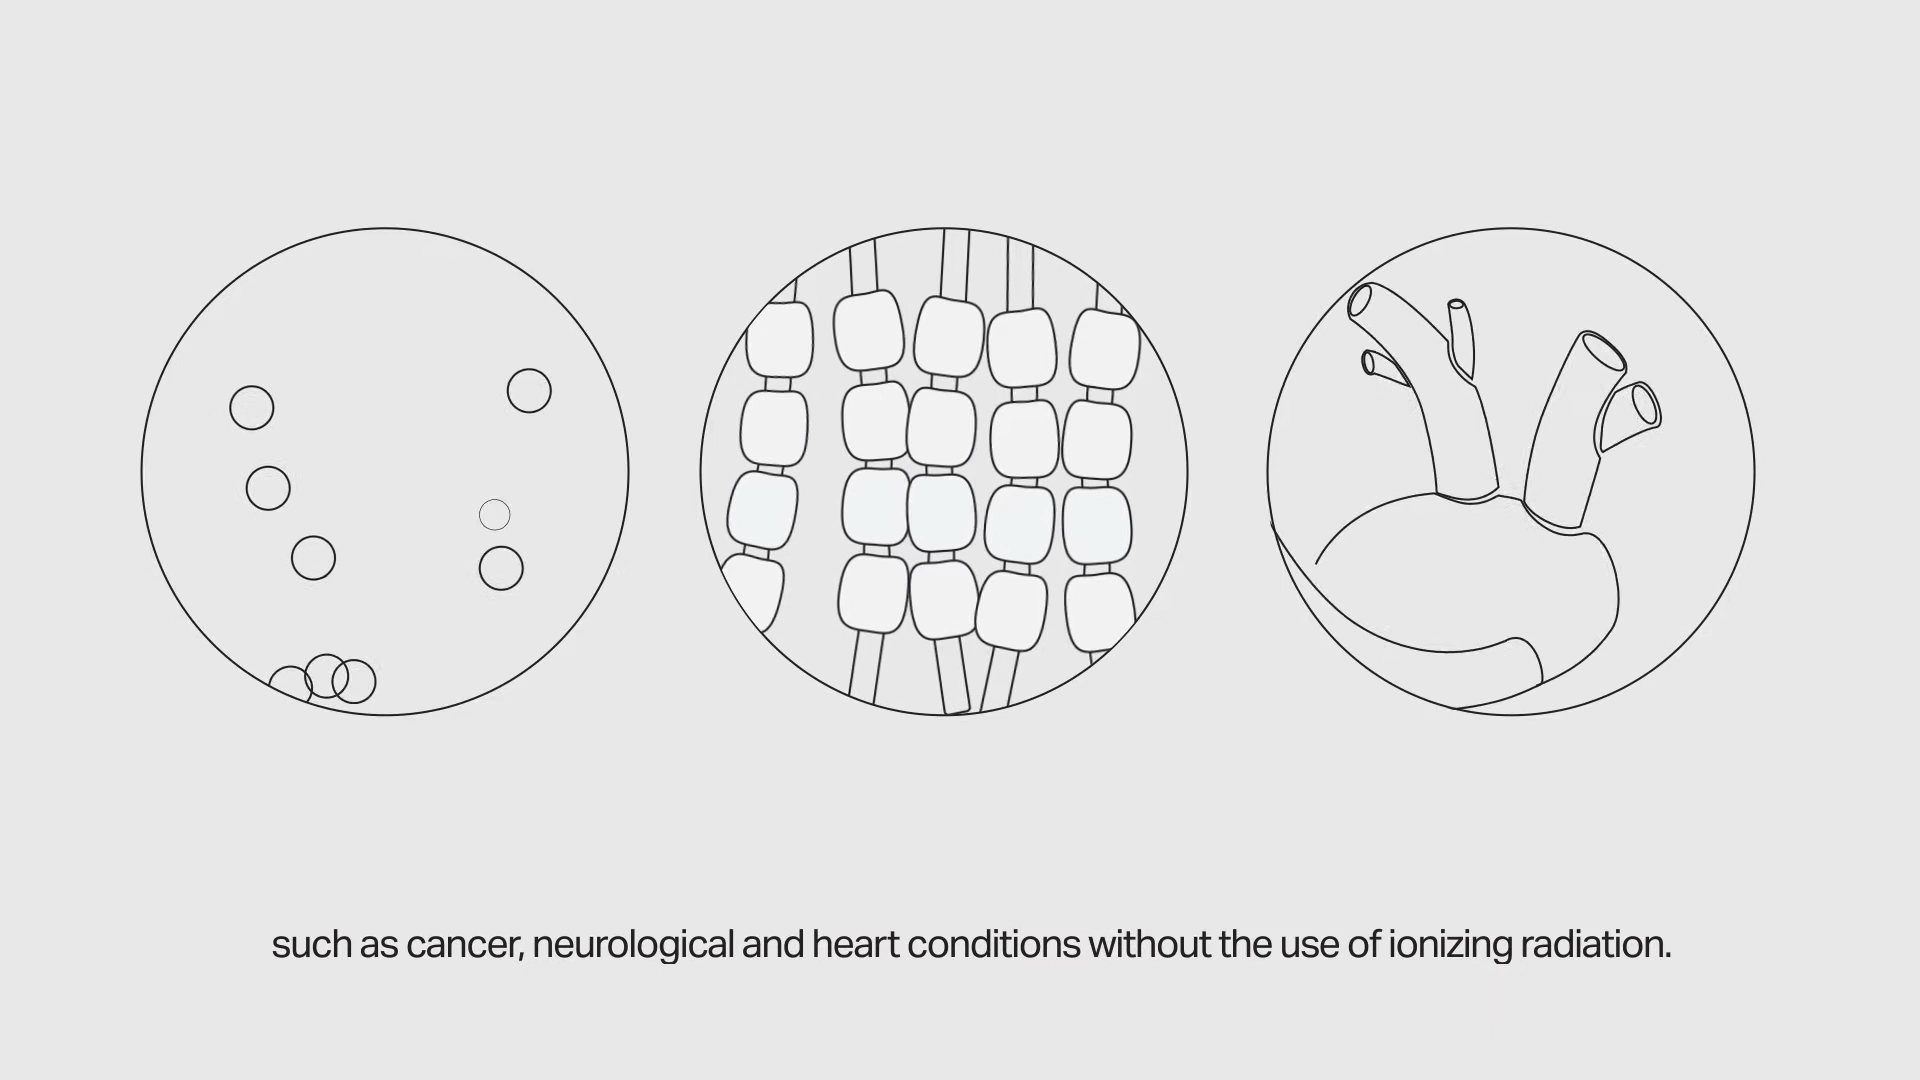 such as cancer, neurological and heart conditions without the use of ionizing radiation.